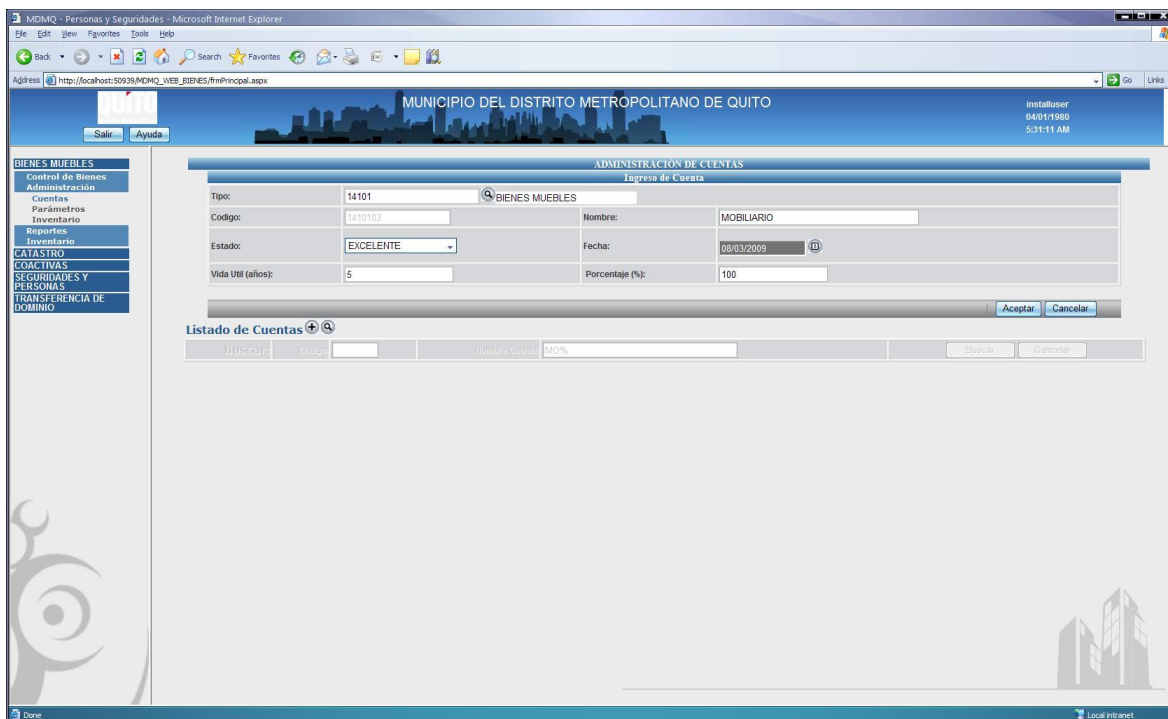 MDMQ - Personas y Seguridades - Microsoft Internet Explorer
File Edit View Favorites Tools Help
Back Search Favorites
Address http://localhost:50939/MDMQ_WEB_BIENES/frmPrincipal.aspx Go Links
QUITO
MUNICIPIO DEL DISTRITO METROPOLITANO DE QUITO
installuser
04/01/1980
5:31:11 AM
Salir Ayuda
BIENES MUEBLES
Control de Bienes
Administración
Cuentas
Parámetros
Inventario
Reportes
Inventario
CATASTRO
COACTIVAS
SEGURIDADES Y
PERSONAS
TRANSFERENCIA DE
DOMINIO
ADMINISTRACIÓN DE CUENTAS
Ingreso de Cuenta
Tipo: 14101 BIENES MUEBLES
Codigo: 1410103 Nombre: MOBILIARIO
Estado: EXCELENTE Fecha: 08/03/2009
Vida Util (años): 5 Porcentaje (%): 100
Aceptar Cancelar
Listado de Cuentas
Buscar: Código: Nombre Cuenta: MO% Buscar Cancelar
Done Local intranet